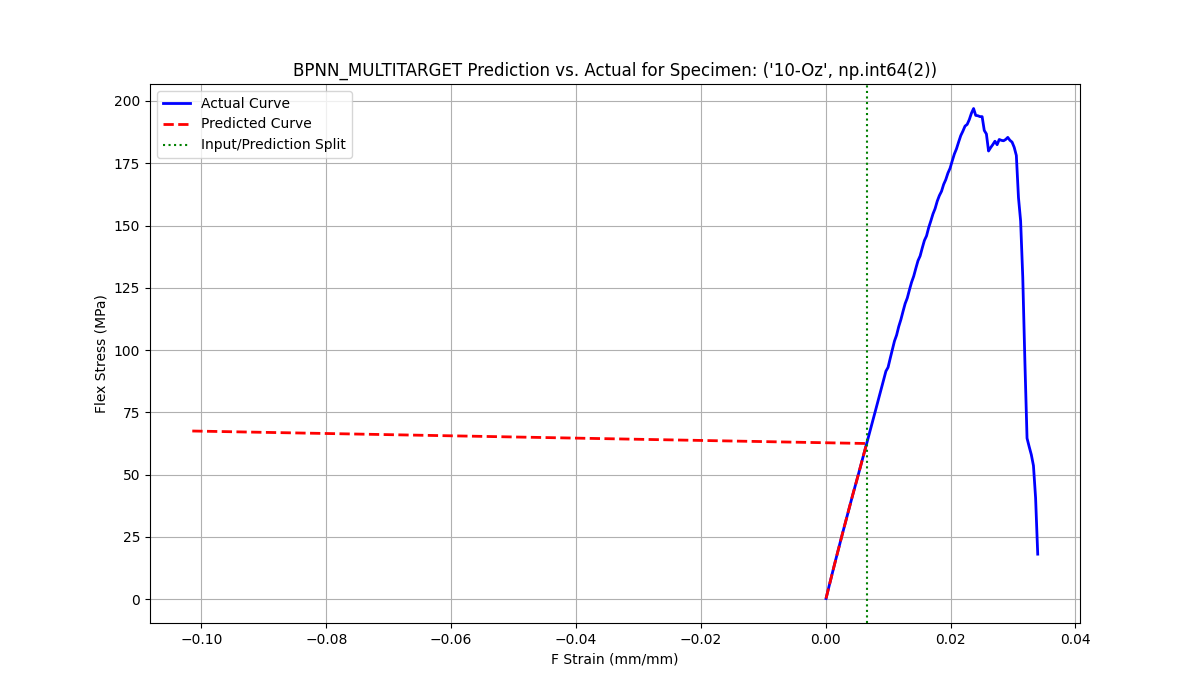 BPNN_MULTITARGET Prediction vs. Actual for Specimen: ('10-Oz', np.int64(2))
Actual Curve
Predicted Curve
Input/Prediction Split
200
175
150
125
100
75
50
25
0
Flex Stress (MPa)
−0.10
−0.08
−0.06
−0.04
−0.02
0.00
0.02
0.04
F Strain (mm/mm)